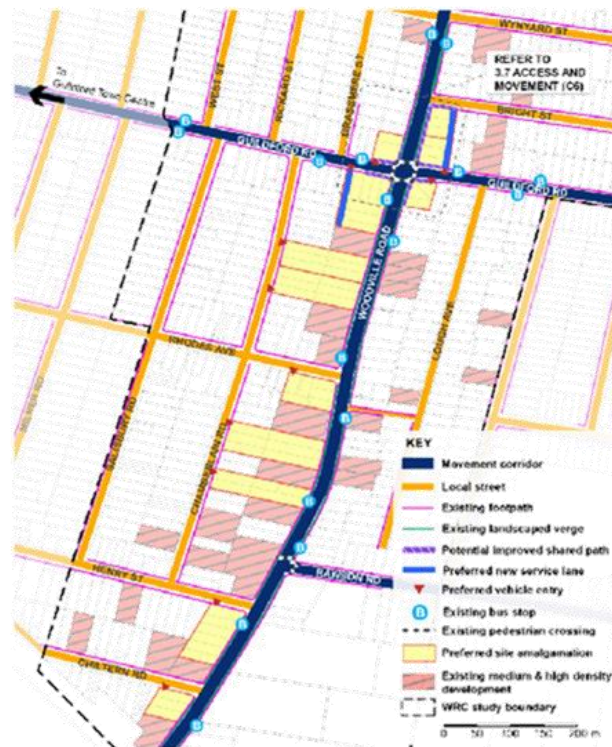 WYNYARD ST
REFER TO
3.7 ACCESS AND
MOVEMENT (C6)
To
Guildford Town Centre
WEST ST
RICKARD ST
BRIGHT ST
GUILDFORD RD
GUILDFORD RD
WOODVILLE ROAD
RHODES AVE
SALISBURY RD
HENRY ST
RAWSON RD
CHILTERN RD
KEY
Movement corridor
Local street
Existing footpath
Existing landscaped verge
Potential improved shared path
Preferred new service lane
Preferred vehicle entry
B Existing bus stop
Existing pedestrian crossing
Preferred site amalgamation
Existing medium & high density
development
WRC study boundary
0 50 100 150 200 m